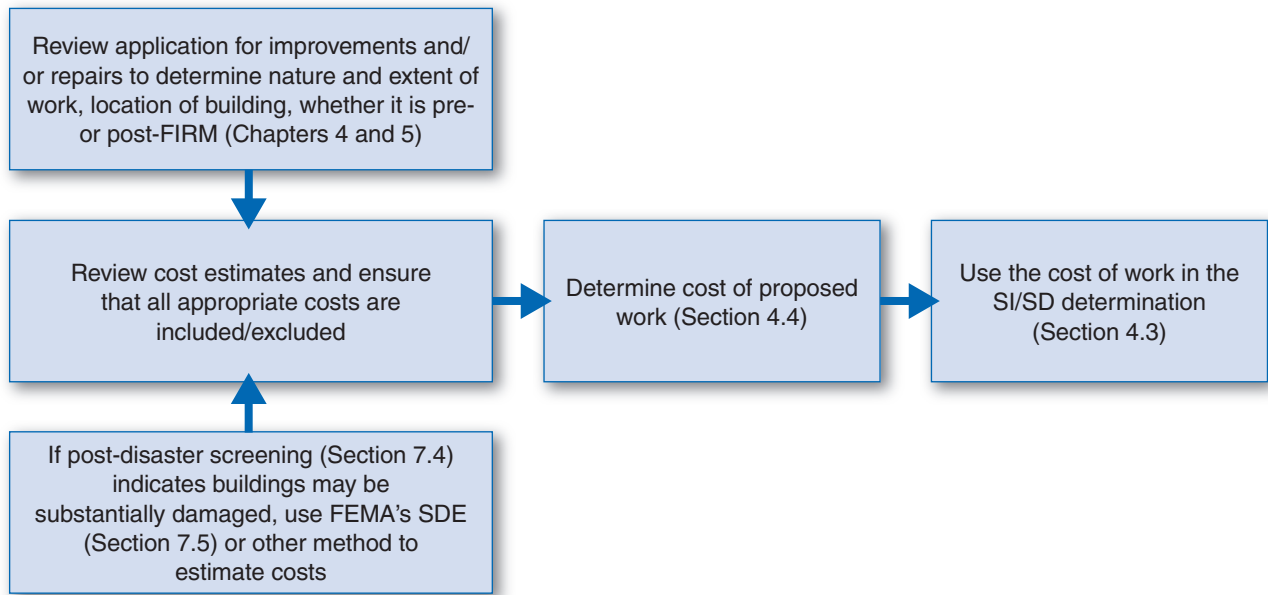 Review application for improvements and/
or repairs to determine nature and extent of
work, location of building, whether it is pre-
or post-FIRM (Chapters 4 and 5)
Review cost estimates and ensure
that all appropriate costs are
included/excluded
Determine cost of proposed
work (Section 4.4)
Use the cost of work in the
SI/SD determination
(Section 4.3)
If post-disaster screening (Section 7.4)
indicates buildings may be
substantially damaged, use FEMA’s SDE
(Section 7.5) or other method to
estimate costs